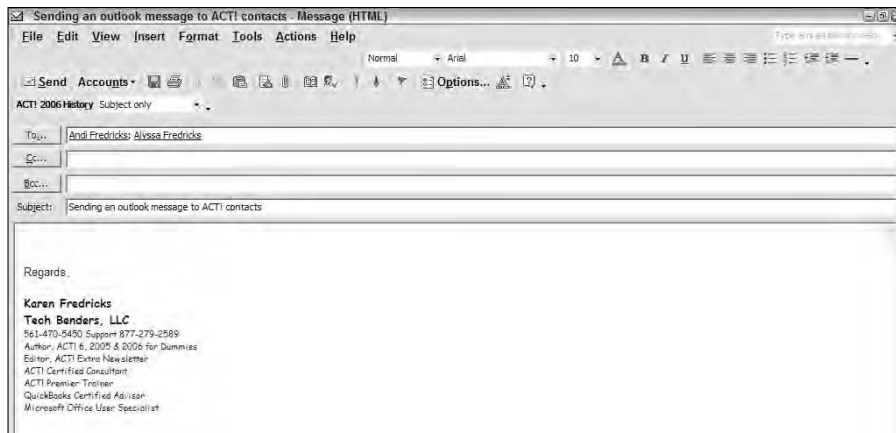 Sending an outlook message to ACT! contacts - Message (HTML)
File Edit View Insert Format Tools Actions Help
Normal Arial 10 A B I U
Send Accounts Options...
ACT! 2006 History Subject only
To... Andi Fredricks; Alyssa Fredricks
Cc...
Bcc...
Subject: Sending an outlook message to ACT! contacts
Regards,
Karen Fredricks
Tech Benders, LLC
561-470-5450 Support 877-279-2589
Author, ACT! 6, 2005 & 2006 for Dummies
Editor, ACT! Extra Newsletter
ACT! Certified Consultant
ACT! Premier Trainer
QuickBooks Certified Advisor
Microsoft Office User Specialist